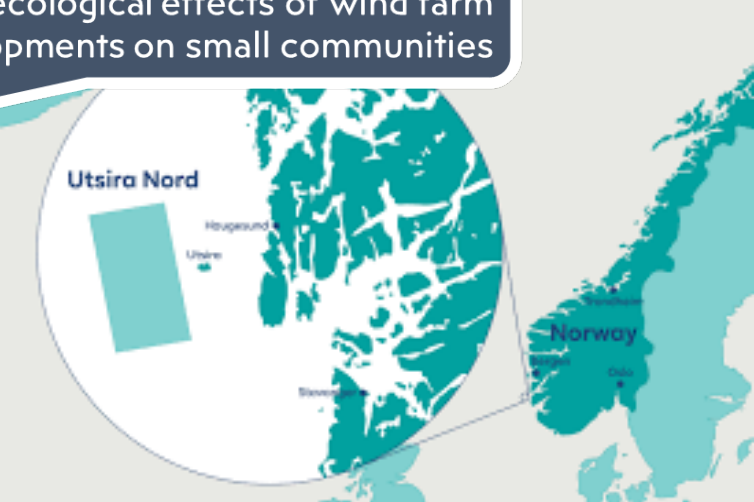 ecological effects of wind farm
opments on small communities
Utsira Nord
Haugesund
Utsira
Stavanger
Trondheim
Norway
Bergen
Oslo